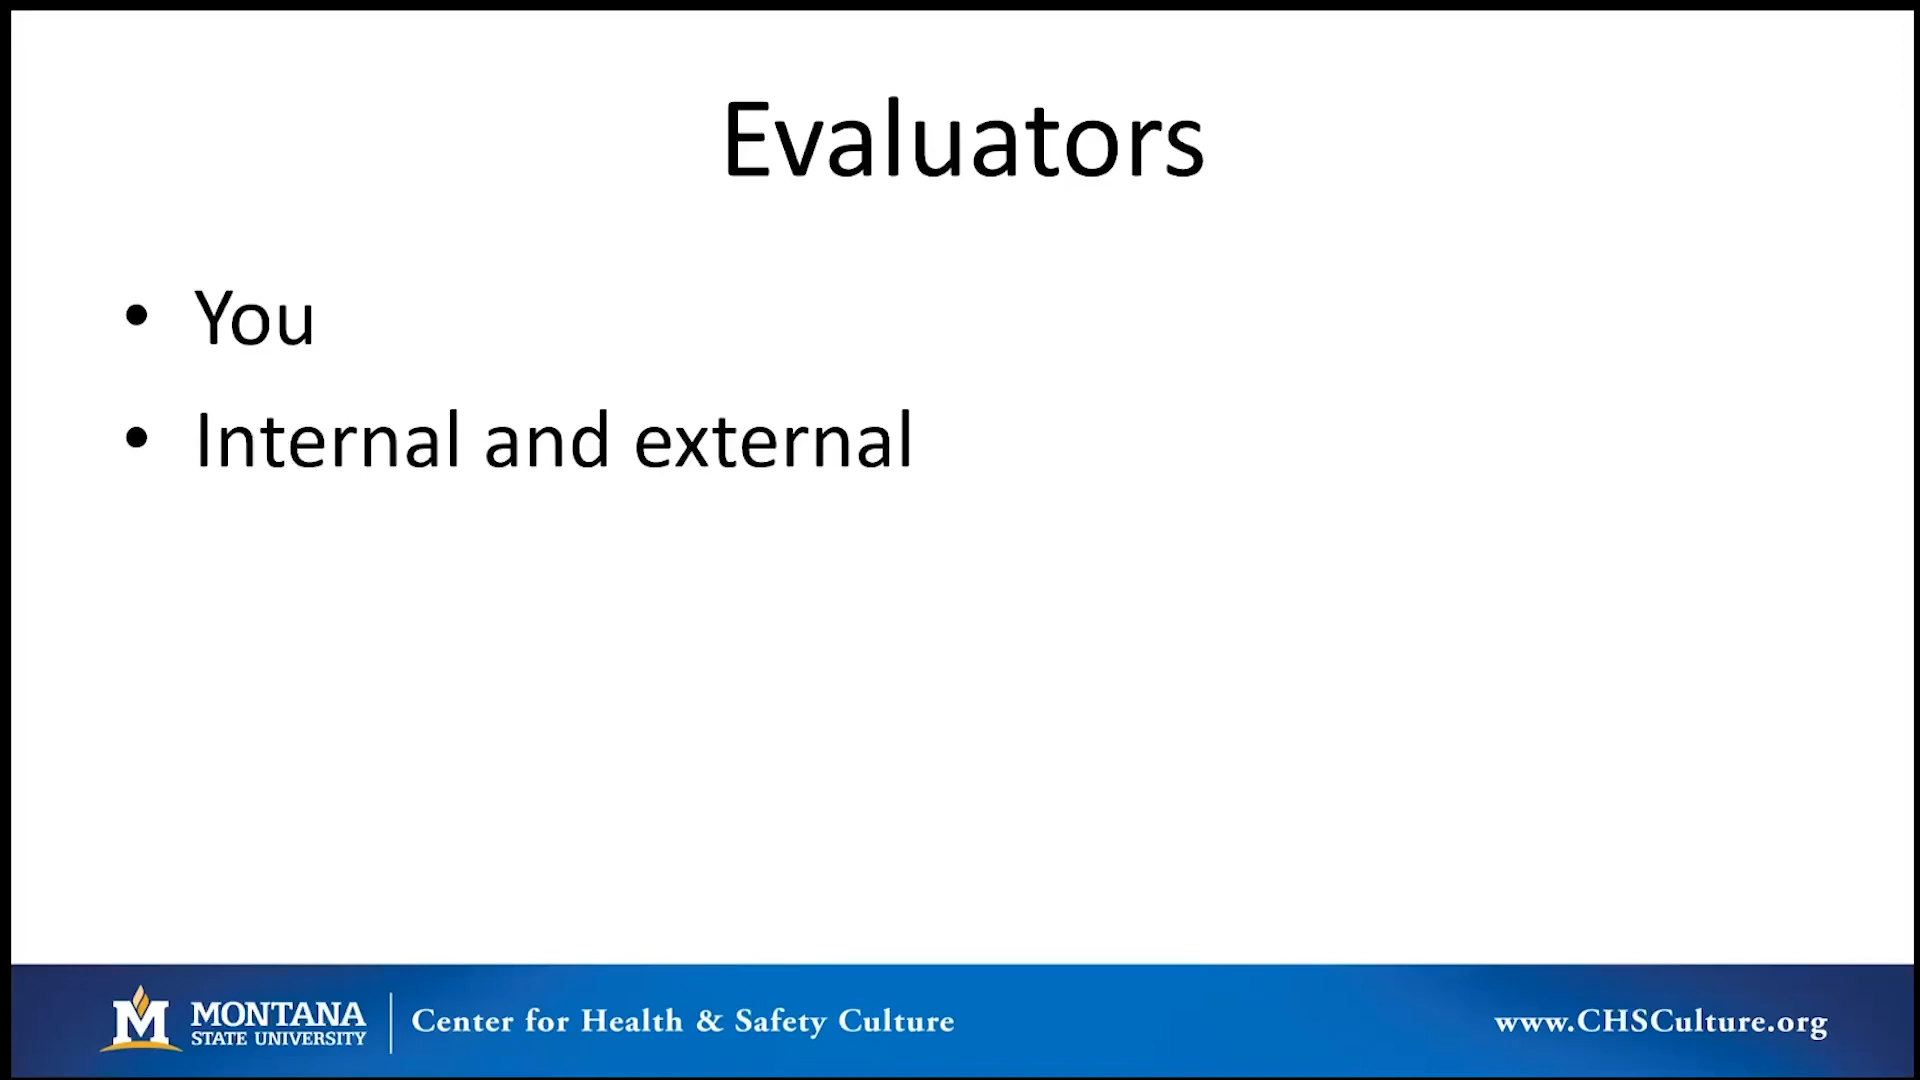 Evaluators
• You
• Internal and external
M MONTANA
STATE UNIVERSITY
Center for Health & Safety Culture
www.CHSCulture.org